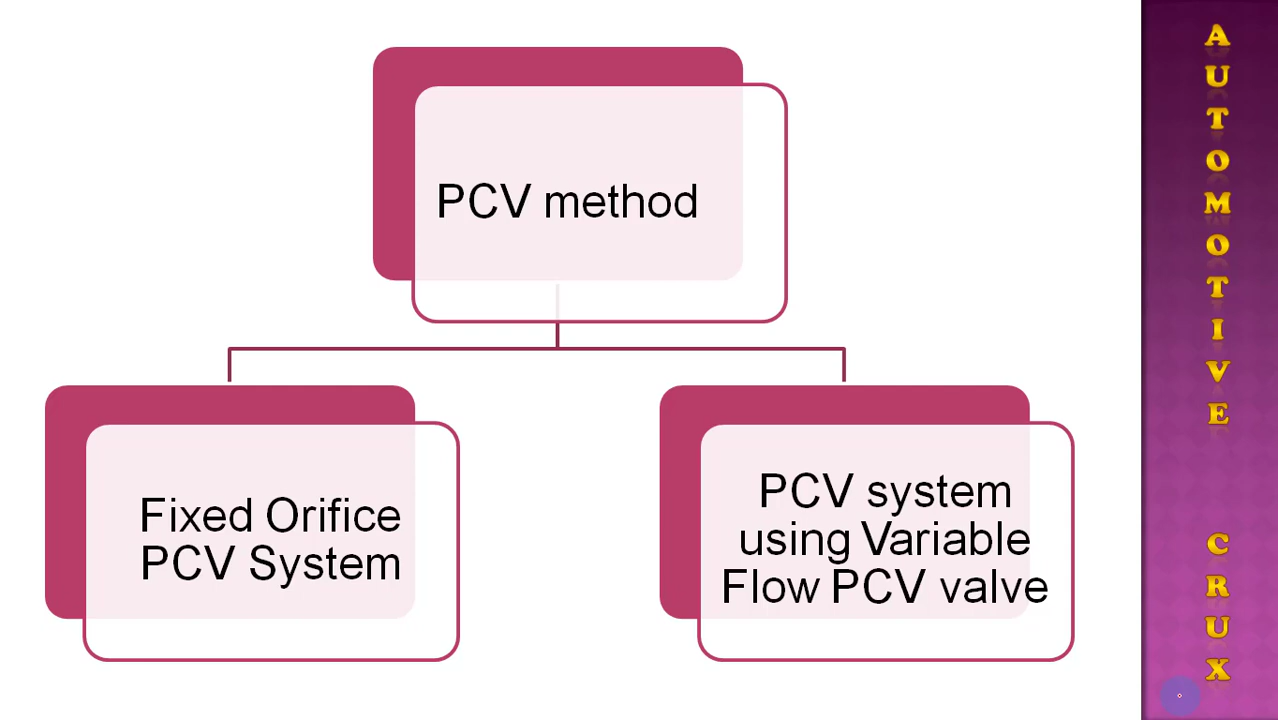 PCV method
Fixed Orifice
PCV System
PCV system
using Variable
Flow PCV valve
AUTOMOTIVE CRUX